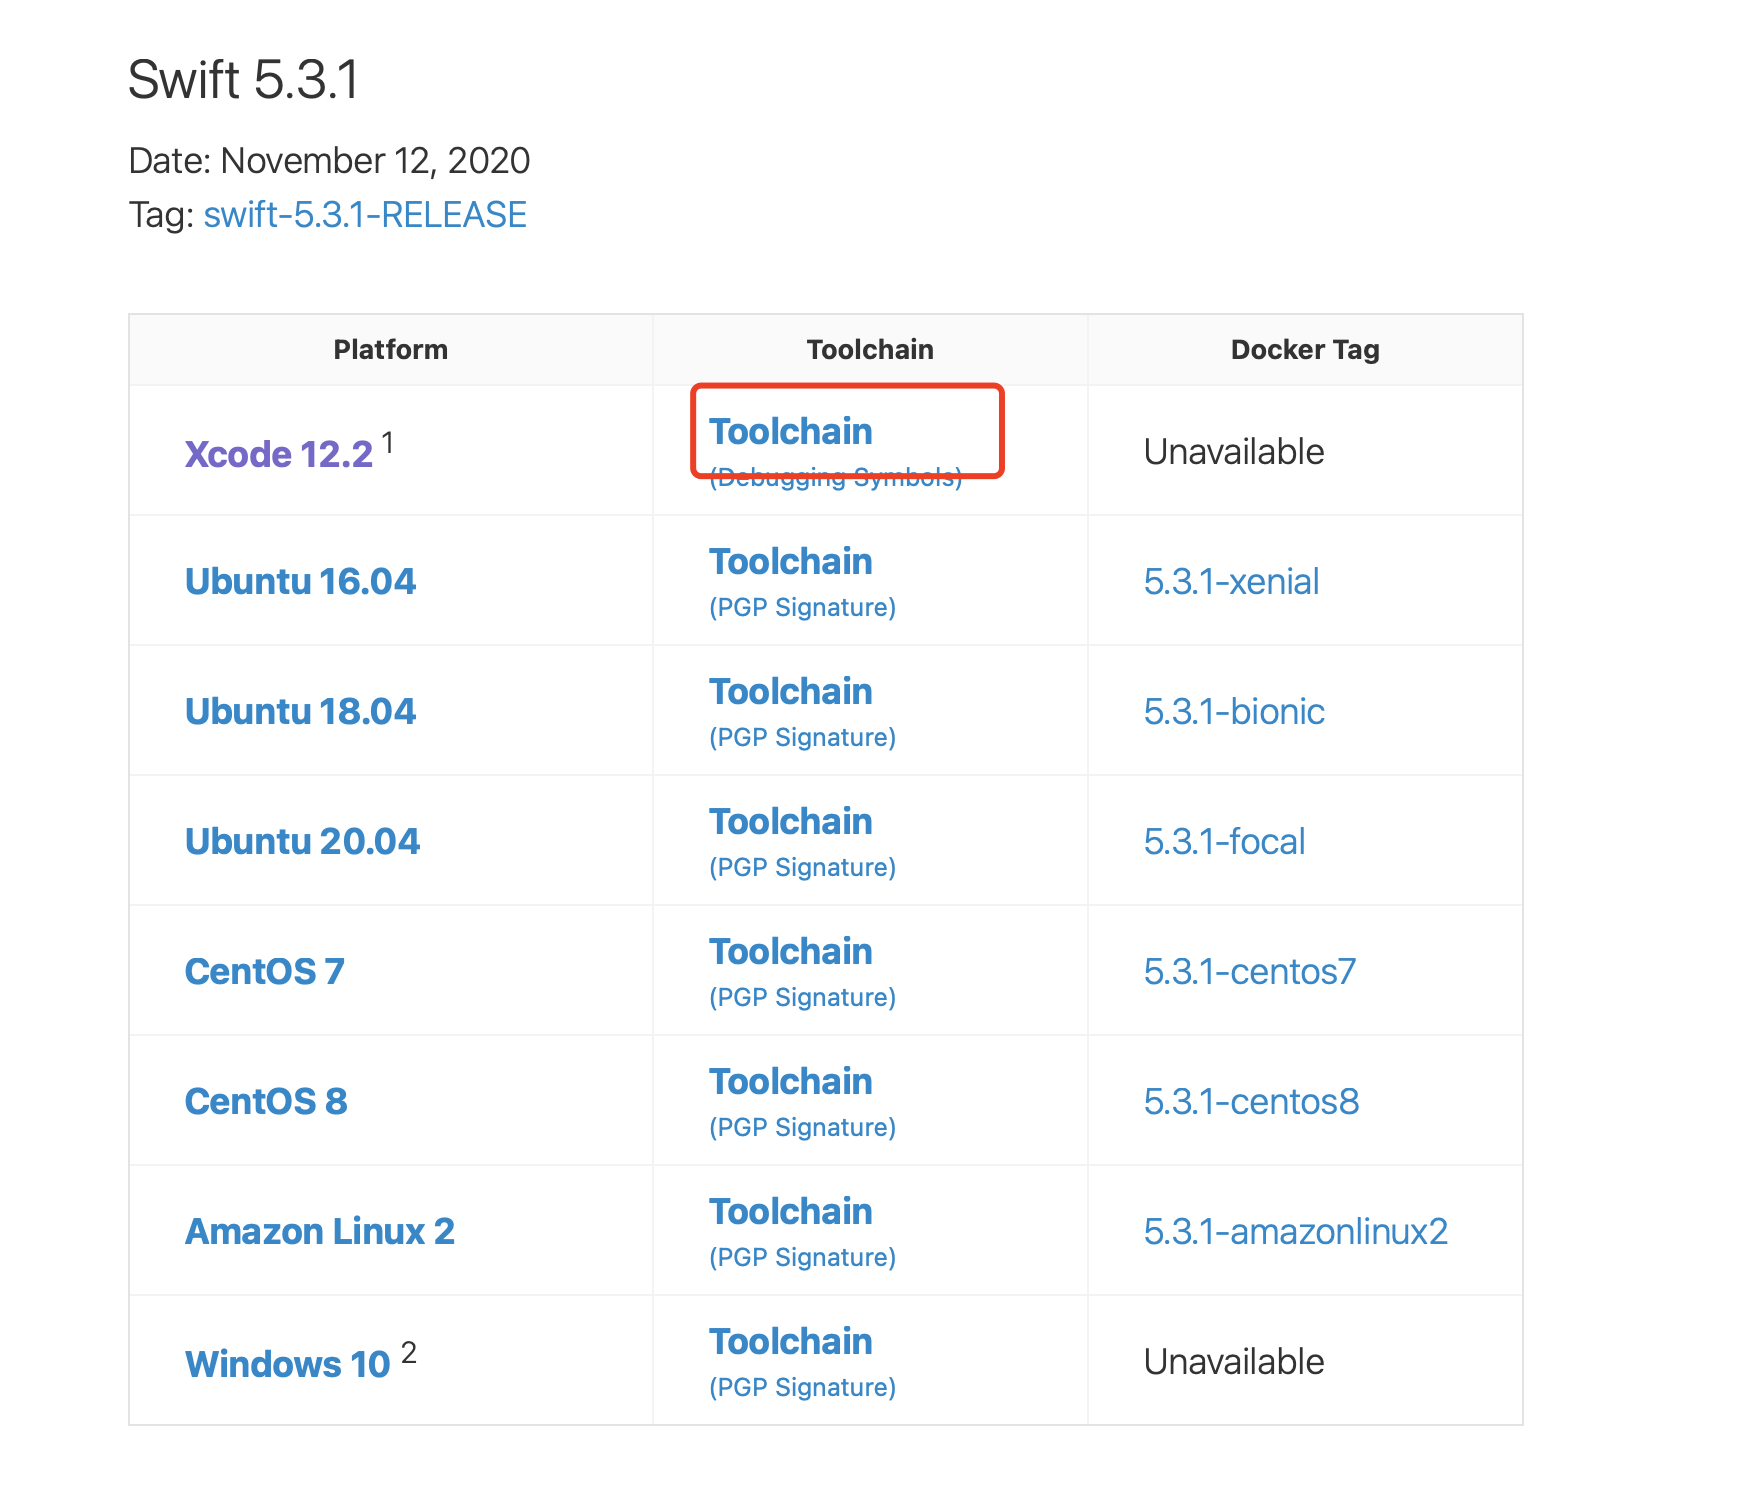 Swift 5.3.1
Date: November 12, 2020
Tag: swift-5.3.1-RELEASE
Platform Toolchain Docker Tag
Xcode 12.2 1 Toolchain Unavailable
(Debugging Symbols)
Ubuntu 16.04 Toolchain 5.3.1-xenial
(PGP Signature)
Ubuntu 18.04 Toolchain 5.3.1-bionic
(PGP Signature)
Ubuntu 20.04 Toolchain 5.3.1-focal
(PGP Signature)
CentOS 7 Toolchain 5.3.1-centos7
(PGP Signature)
CentOS 8 Toolchain 5.3.1-centos8
(PGP Signature)
Amazon Linux 2 Toolchain 5.3.1-amazonlinux2
(PGP Signature)
Windows 10 2 Toolchain Unavailable
(PGP Signature)